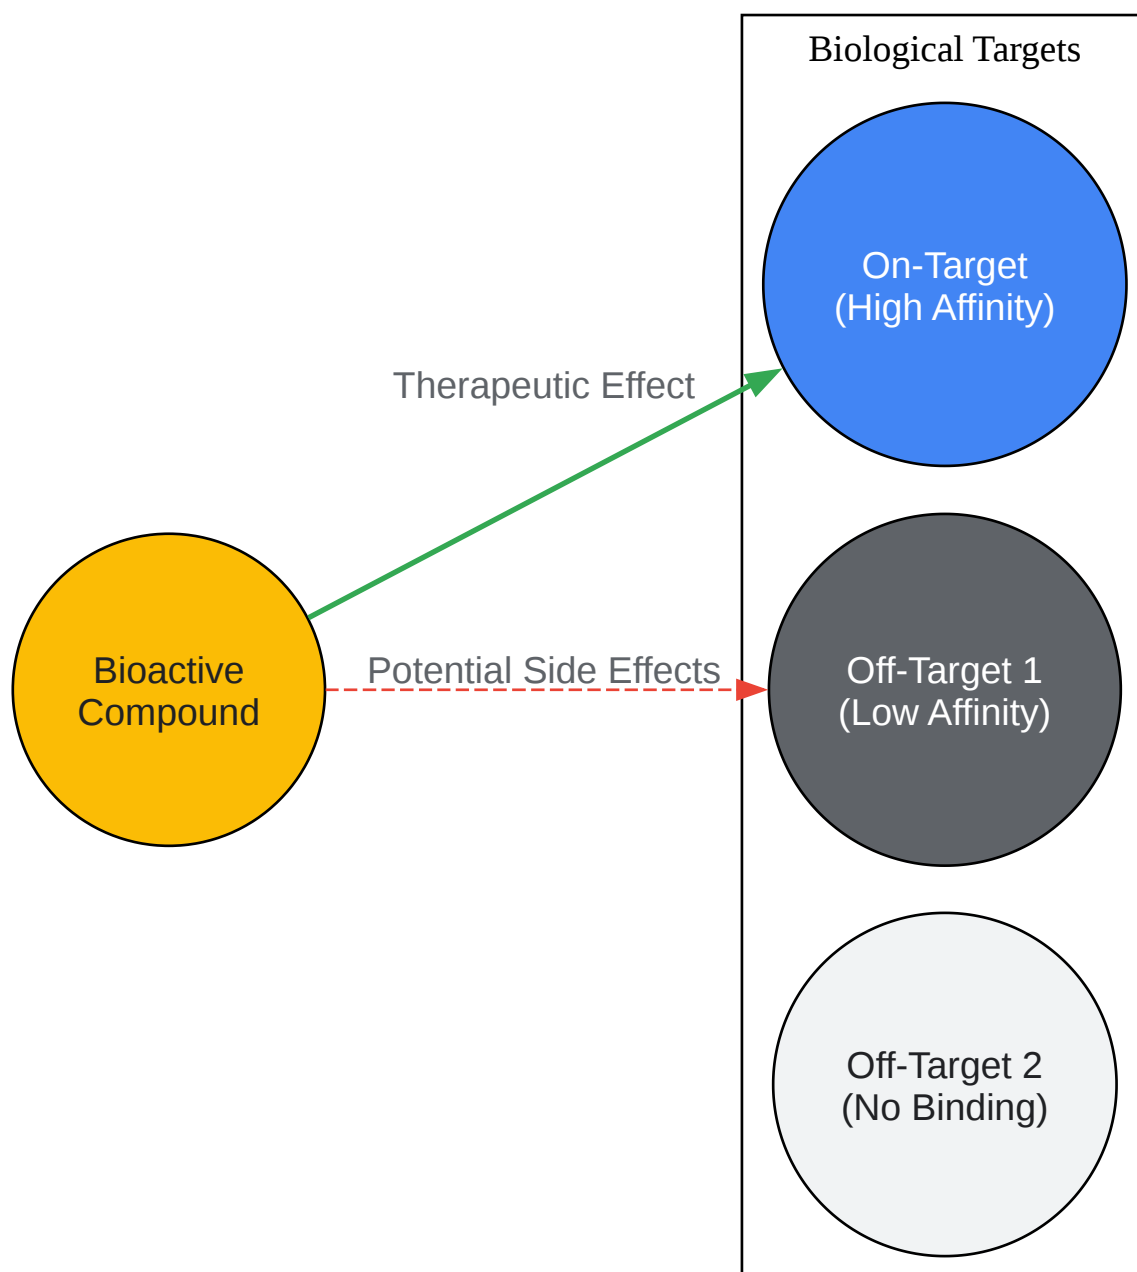 Biological Targets
On-Target
(High Affinity)
Therapeutic Effect
Bioactive
Compound
Potential Side Effects
Off-Target 1
(Low Affinity)
Off-Target 2
(No Binding)